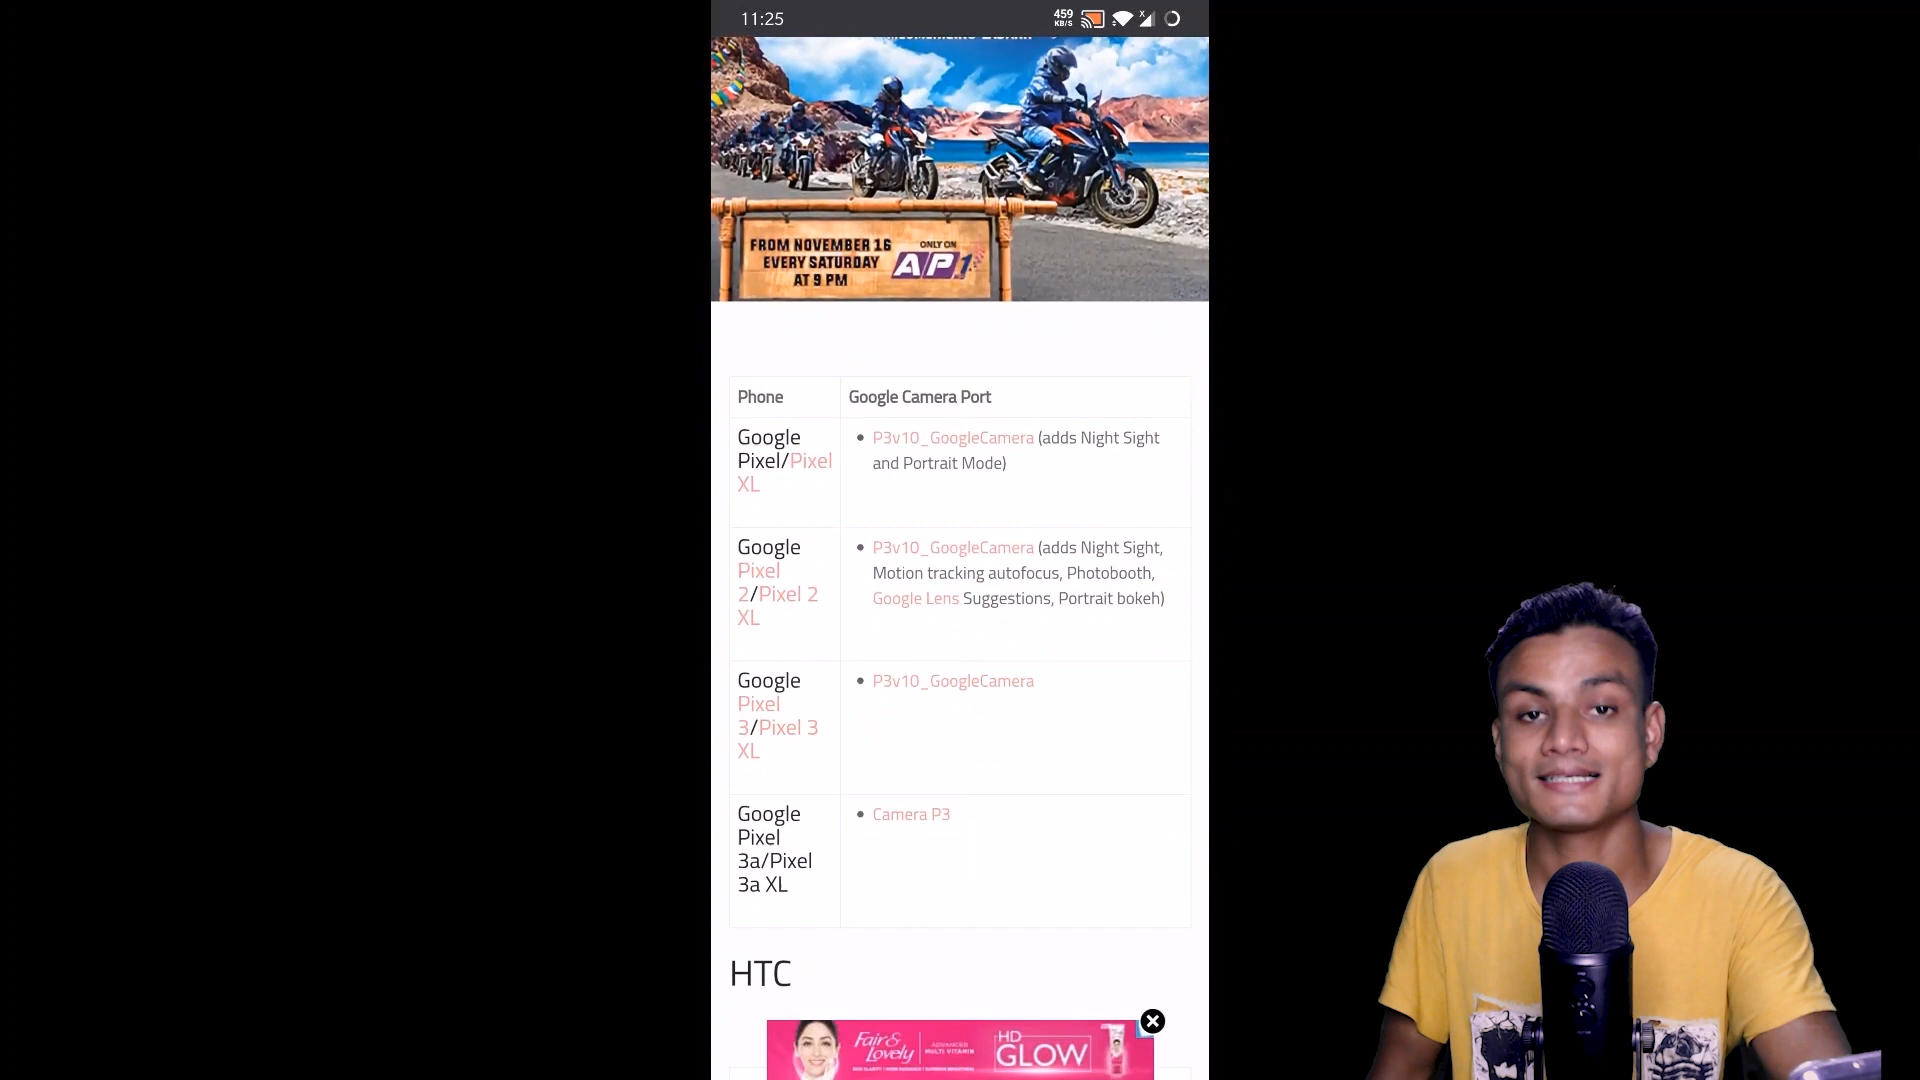 11:25
459
KB/S
X
FROM NOVEMBER 16
EVERY SATURDAY
AT 9 PM
ONLY ON
AP1
Phone
Google Camera Port
Google
Pixel/Pixel
XL
P3v10_GoogleCamera (adds Night Sight
and Portrait Mode)
Google
Pixel
2/Pixel 2
XL
P3v10_GoogleCamera (adds Night Sight,
Motion tracking autofocus, Photobooth,
Google Lens Suggestions, Portrait bokeh)
Google
Pixel
3/Pixel 3
XL
P3v10_GoogleCamera
Google
Pixel
3a/Pixel
3a XL
Camera P3
HTC
Fair &
Lovely
ADVANCED
MULTI VITAMIN
HD
GLOW